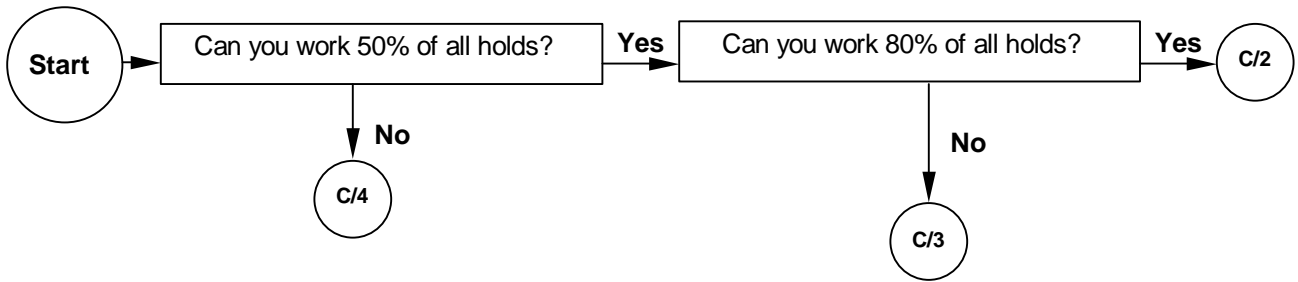 Start
Can you work 50% of all holds?
Yes
Can you work 80% of all holds?
Yes
C/2
No
C/4
No
C/3